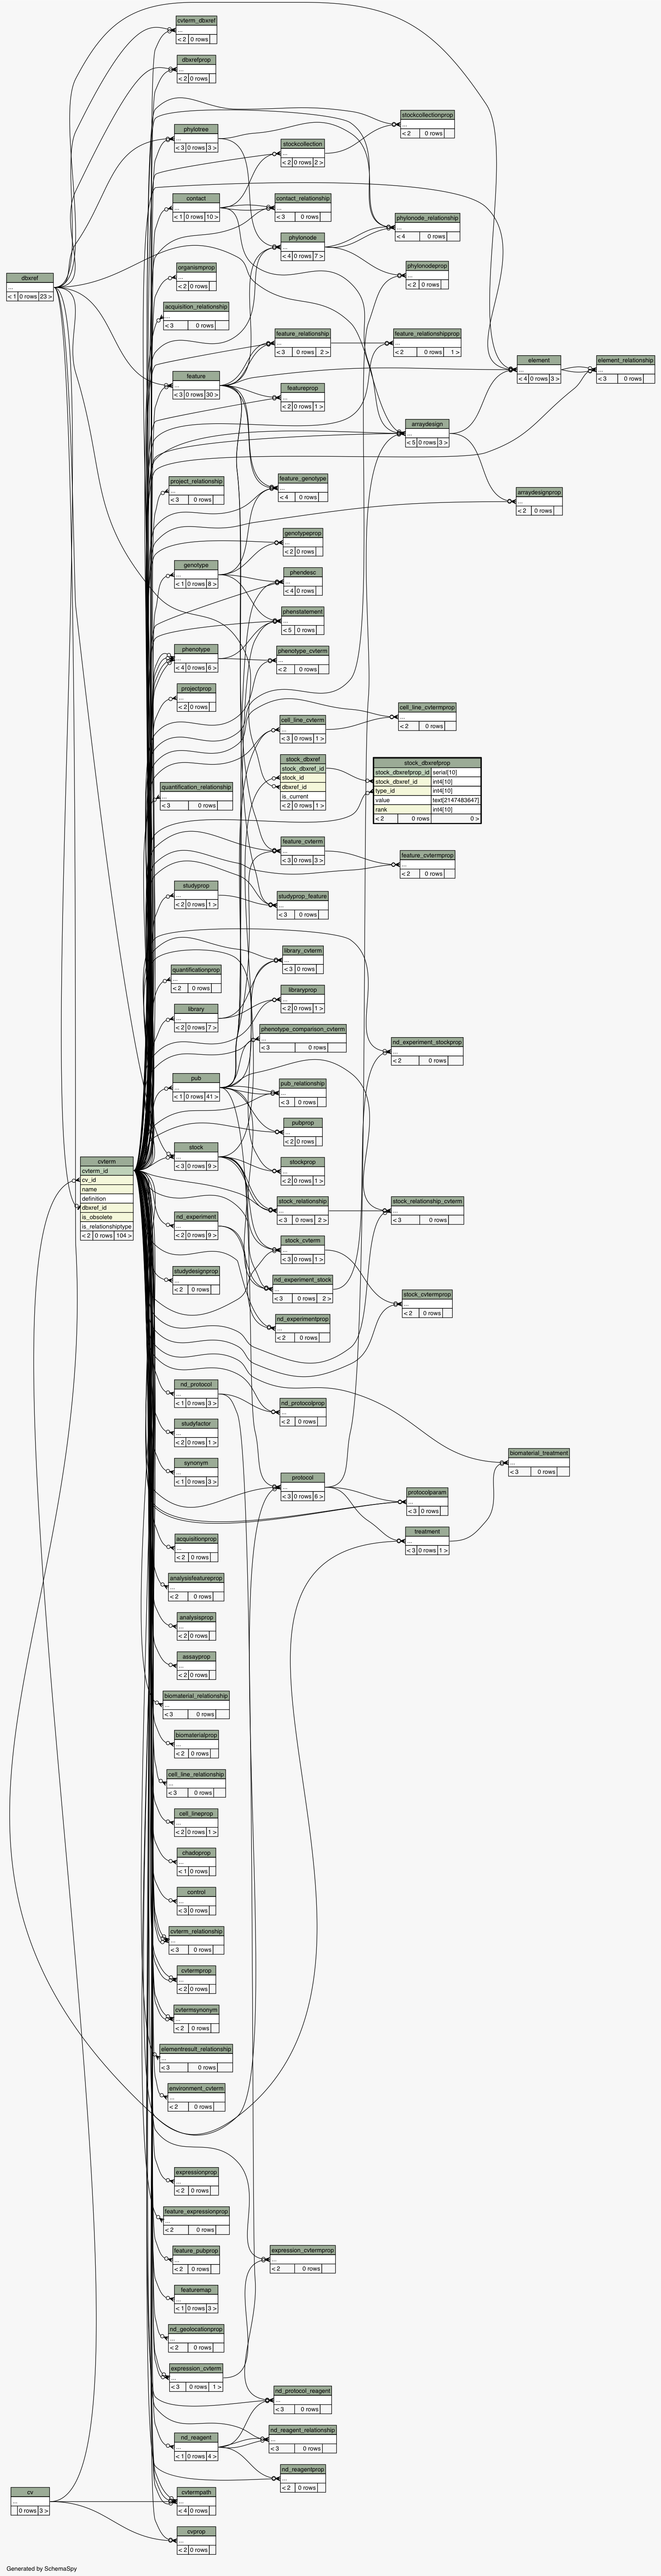 cvterm_dbxref
...
< 2 0 rows
dbxrefprop
...
< 2 0 rows
stockcollectionprop
...
< 2 0 rows
phylotree
...
< 3 0 rows 3 >
stockcollection
...
< 2 0 rows 2 >
contact
...
< 1 0 rows 10 >
contact_relationship
...
< 3 0 rows
phylonode_relationship
...
< 4 0 rows
phylonode
...
< 4 0 rows 7 >
organismprop
...
< 2 0 rows
phylonodeprop
...
< 2 0 rows
dbxref
...
< 1 0 rows 23 >
acquisition_relationship
...
< 3 0 rows
feature_relationship
...
< 3 0 rows 2 >
feature_relationshipprop
...
< 2 0 rows 1 >
element
...
< 4 0 rows 3 >
element_relationship
...
< 3 0 rows
feature
...
< 3 0 rows 30 >
featureprop
...
< 2 0 rows 1 >
arraydesign
...
< 5 0 rows 3 >
project_relationship
...
< 3 0 rows
feature_genotype
...
< 4 0 rows
arraydesignprop
...
< 2 0 rows
genotypeprop
...
< 2 0 rows
genotype
...
< 1 0 rows 8 >
phendesc
...
< 4 0 rows
phenstatement
...
< 5 0 rows
phenotype
...
< 4 0 rows 6 >
phenotype_cvterm
...
< 2 0 rows
projectprop
...
< 2 0 rows
cell_line_cvterm
...
< 3 0 rows 1 >
cell_line_cvtermprop
...
< 2 0 rows
stock_dbxref
stock_dbxref_id
stock_id
dbxref_id
is_current
< 2 0 rows 1 >
stock_dbxrefprop
stock_dbxrefprop_id serial[10]
stock_dbxref_id int4[10]
type_id int4[10]
value text[2147483647]
rank int4[10]
< 2 0 rows 0 >
quantification_relationship
...
< 3 0 rows
feature_cvterm
...
< 3 0 rows 3 >
feature_cvtermprop
...
< 2 0 rows
studyprop
...
< 2 0 rows 1 >
studyprop_feature
...
< 3 0 rows
library_cvterm
...
< 3 0 rows
quantificationprop
...
< 2 0 rows
libraryprop
...
< 2 0 rows 1 >
library
...
< 2 0 rows 7 >
phenotype_comparison_cvterm
...
< 3 0 rows
nd_experiment_stockprop
...
< 2 0 rows
pub
...
< 1 0 rows 41 >
pub_relationship
...
< 3 0 rows
pubprop
...
< 2 0 rows
stock
...
< 3 0 rows 9 >
stockprop
...
< 2 0 rows 1 >
cvterm
cvterm_id
cv_id
name
definition
dbxref_id
is_obsolete
is_relationshiptype
< 2 0 rows 104 >
stock_relationship
...
< 3 0 rows 2 >
stock_relationship_cvterm
...
< 3 0 rows
nd_experiment
...
< 2 0 rows 9 >
stock_cvterm
...
< 3 0 rows 1 >
studydesignprop
...
< 2 0 rows
nd_experiment_stock
...
< 3 0 rows 2 >
stock_cvtermprop
...
< 2 0 rows
nd_experimentprop
...
< 2 0 rows
nd_protocol
...
< 1 0 rows 3 >
nd_protocolprop
...
< 2 0 rows
studyfactor
...
< 2 0 rows 1 >
biomaterial_treatment
...
< 3 0 rows
synonym
...
< 1 0 rows 3 >
protocol
...
< 3 0 rows 6 >
protocolparam
...
< 3 0 rows
treatment
...
< 3 0 rows 1 >
acquisitionprop
...
< 2 0 rows
analysisfeatureprop
...
< 2 0 rows
analysisprop
...
< 2 0 rows
assayprop
...
< 2 0 rows
biomaterial_relationship
...
< 3 0 rows
biomaterialprop
...
< 2 0 rows
cell_line_relationship
...
< 3 0 rows
cell_lineprop
...
< 2 0 rows 1 >
chadoprop
...
< 1 0 rows
control
...
< 3 0 rows
cvterm_relationship
...
< 3 0 rows
cvtermprop
...
< 2 0 rows
cvtermsynonym
...
< 2 0 rows
elementresult_relationship
...
< 3 0 rows
environment_cvterm
...
< 2 0 rows
expressionprop
...
< 2 0 rows
feature_expressionprop
...
< 2 0 rows
feature_pubprop
...
< 2 0 rows
expression_cvtermprop
...
< 2 0 rows
featuremap
...
< 1 0 rows 3 >
nd_geolocationprop
...
< 2 0 rows
expression_cvterm
...
< 3 0 rows 1 >
nd_protocol_reagent
...
< 3 0 rows
nd_reagent
...
< 1 0 rows 4 >
nd_reagent_relationship
...
< 3 0 rows
nd_reagentprop
...
< 2 0 rows
cv
...
0 rows 3 >
cvtermpath
...
< 4 0 rows
cvprop
...
< 2 0 rows
Generated by SchemaSpy